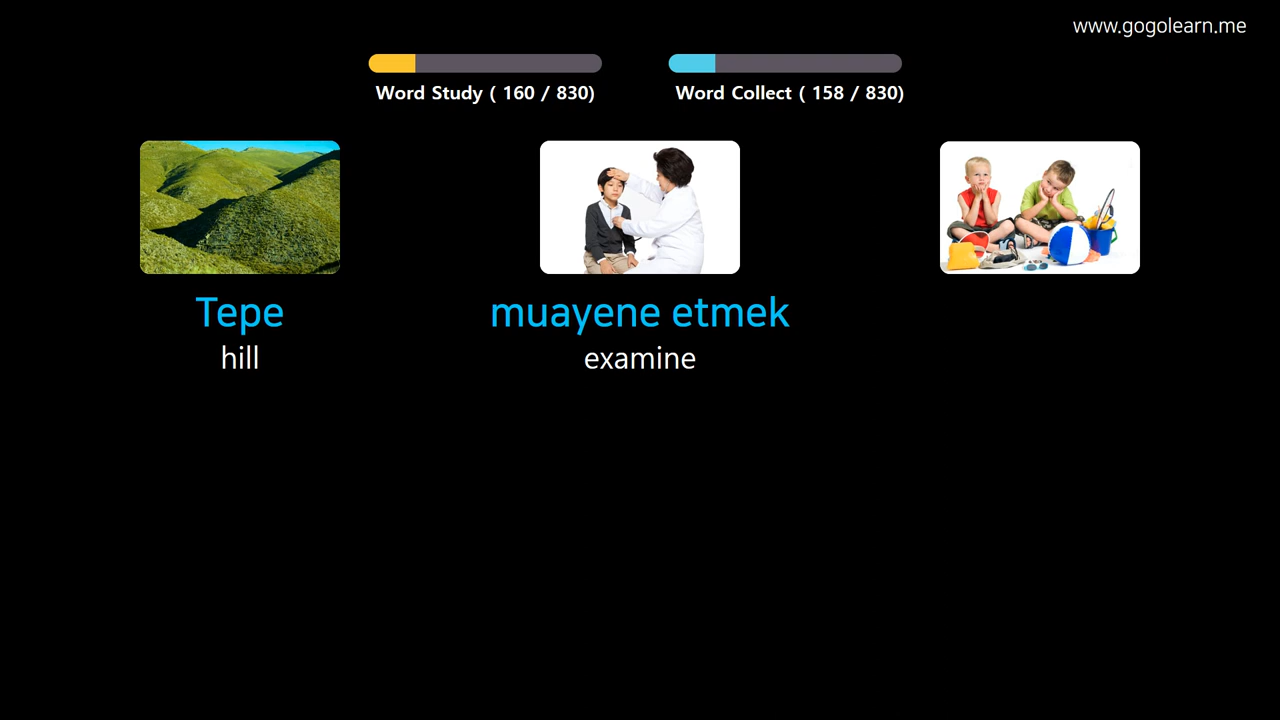 www.gogolearn.me
Word Study ( 160 / 830)
Word Collect ( 158 / 830)
Tepe
hill
muayene etmek
examine